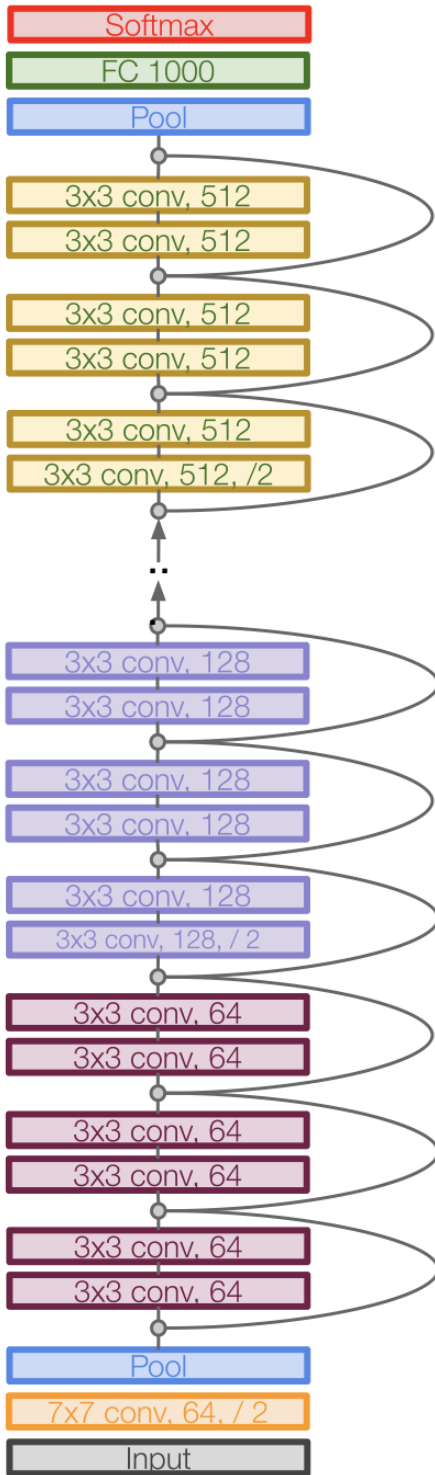 Softmax
FC 1000
Pool
3x3 conv, 512
3x3 conv, 512
3x3 conv, 512
3x3 conv, 512
3x3 conv, 512
3x3 conv, 512, /2
..
3x3 conv, 128
3x3 conv, 128
3x3 conv, 128
3x3 conv, 128
3x3 conv, 128
3x3 conv, 128, / 2
3x3 conv, 64
3x3 conv, 64
3x3 conv, 64
3x3 conv, 64
3x3 conv, 64
3x3 conv, 64
Pool
7x7 conv, 64, / 2
Input